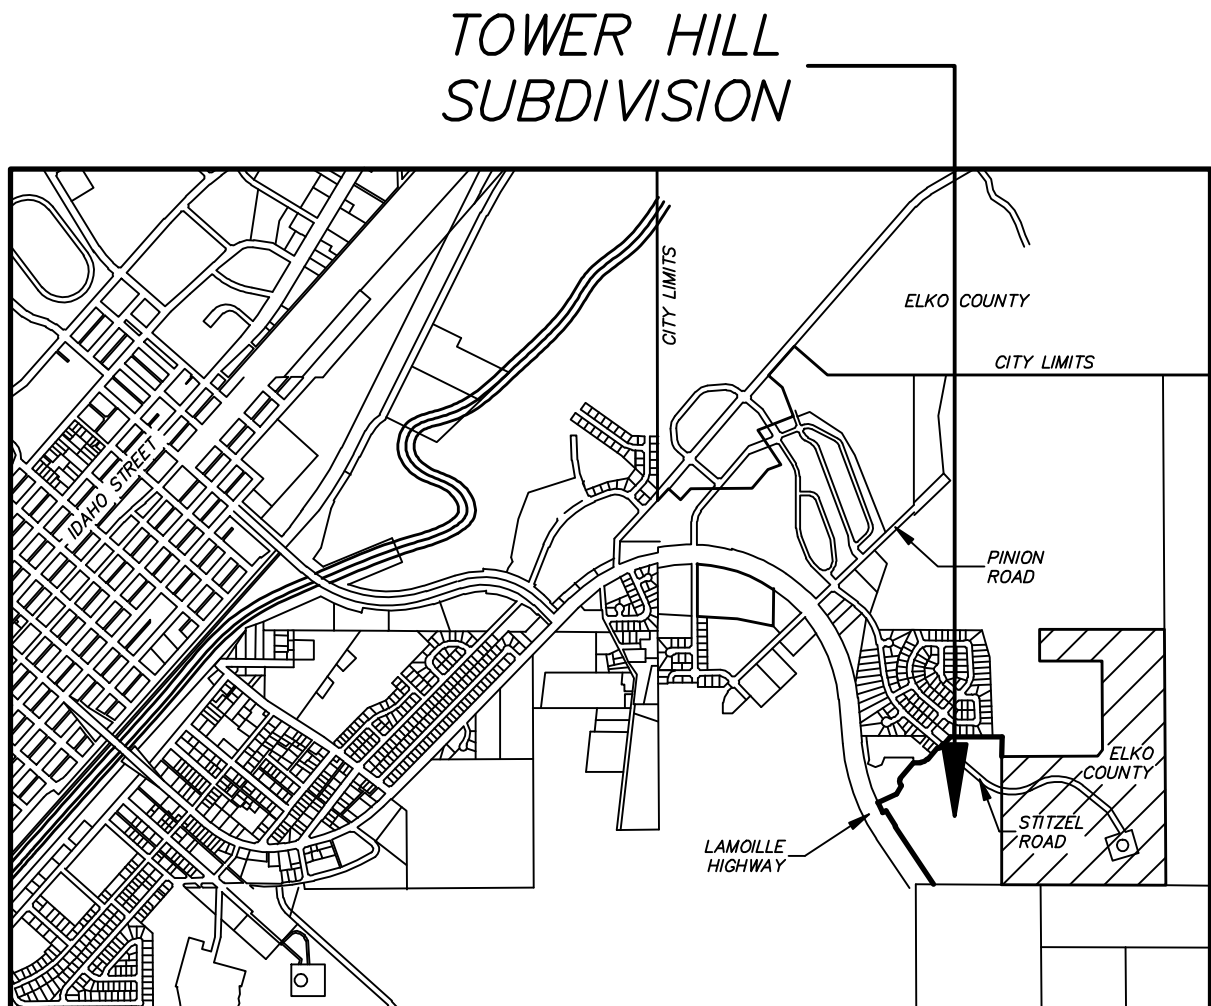 TOWER HILL
SUBDIVISION
CITY LIMITS
ELKO COUNTY
CITY LIMITS
IDAHO STREET
PINION
ROAD
ELKO
COUNTY
STITZEL
ROAD
LAMOILLE
HIGHWAY